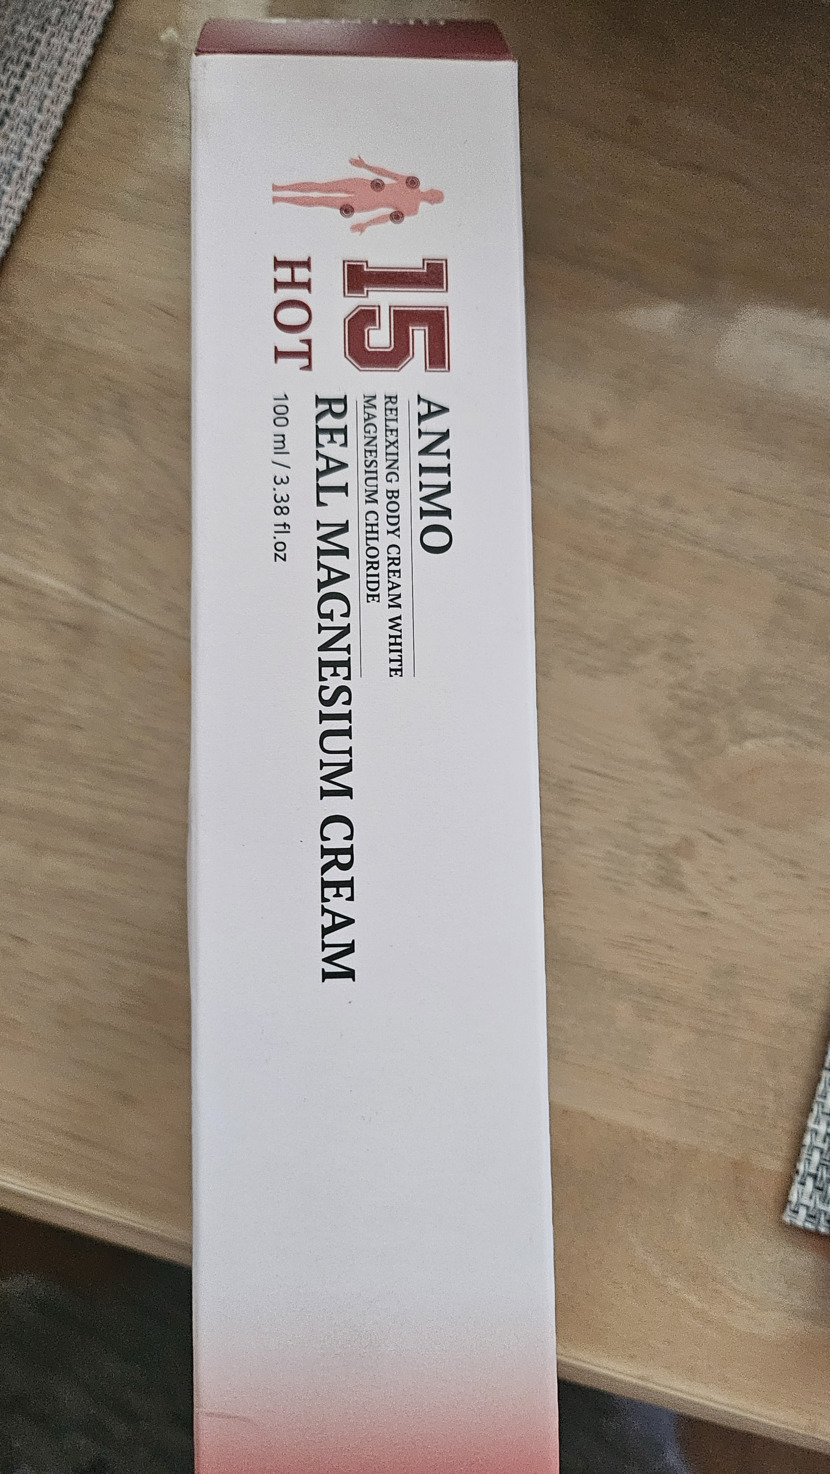 15
HOT
ANIMO
RELEXING BODY CREAM WHITE
MAGNESIUM CHLORIDE
REAL MAGNESIUM CREAM
100 ml / 3.38 fl.oz